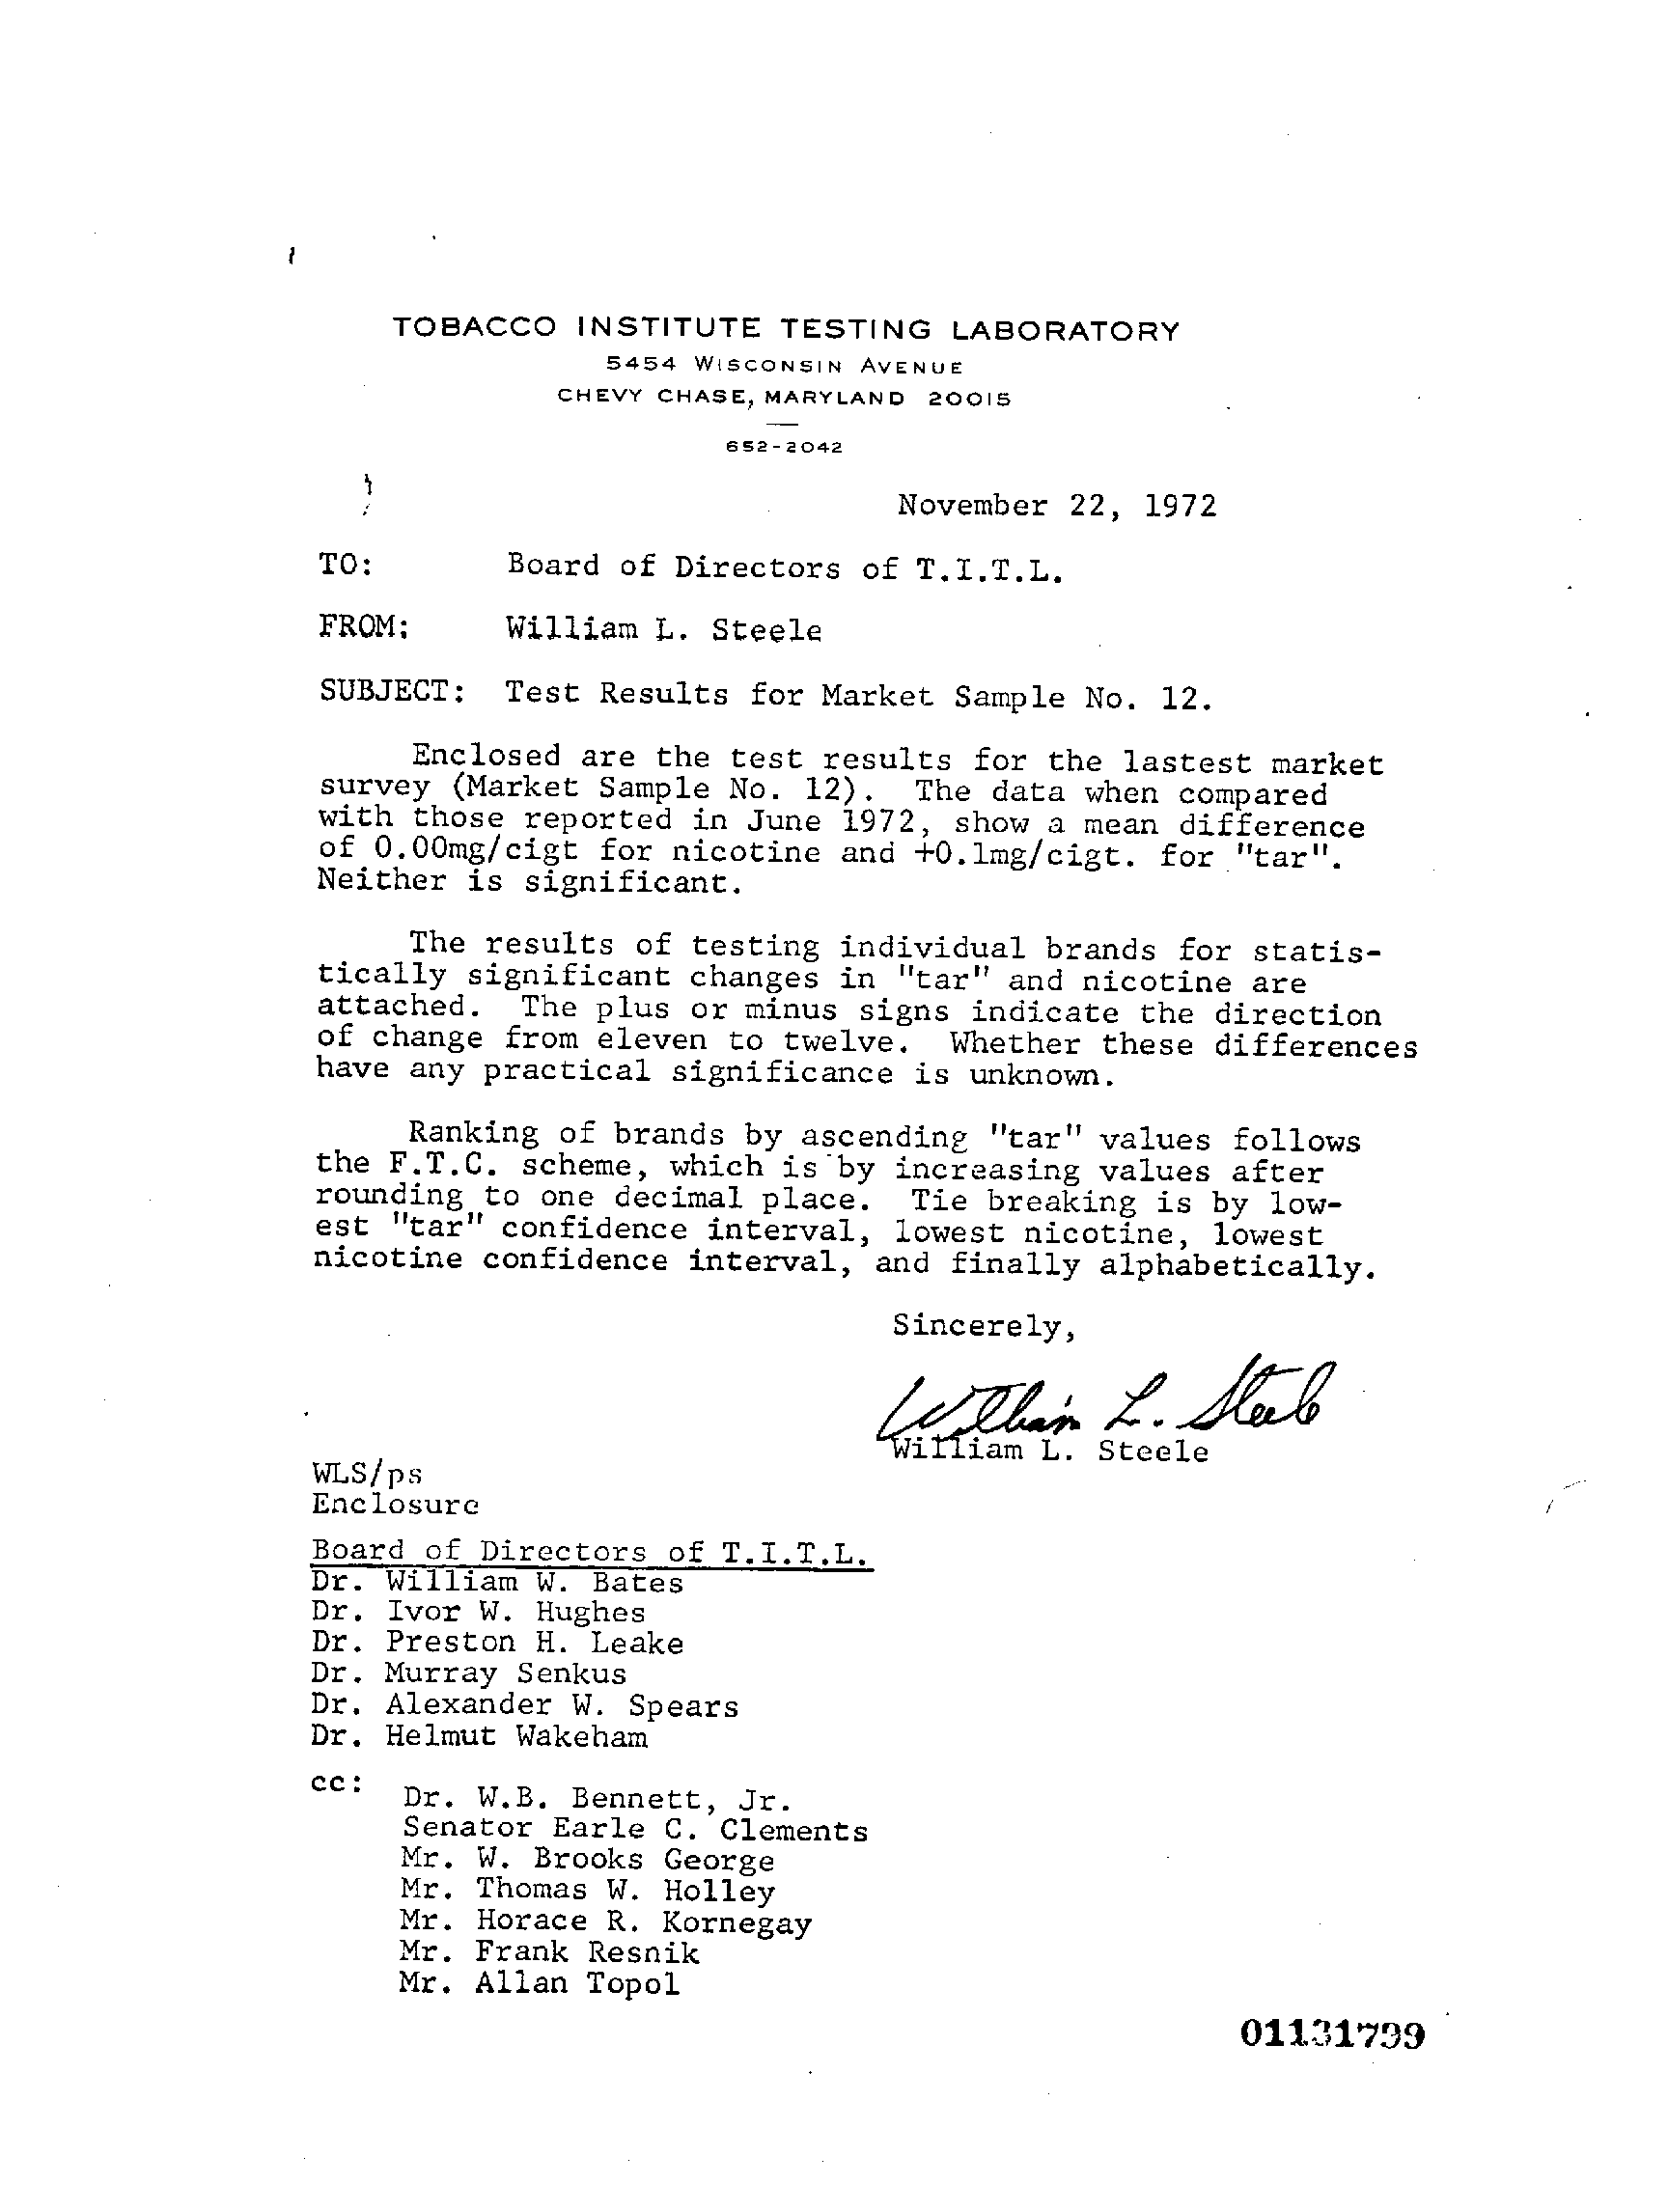 TOBACCO INSTITUTE TESTING LABORATORY
5454 WISCONSIN AVENUE
CHEVY CHASE, MARYLAND 20015
652-2042
November 22, 1972
TO: Board of Directors of T.I.T.L.
FROM: William L. Steele
SUBJECT: Test Results for Market Sample No. 12.
Enclosed are the test results for the lastest market
survey (Market Sample No. 12). The data when compared
with those reported in June 1972, show a mean difference
of 0.00mg/cigt for nicotine and +0.1mg/cigt. for "tar".
Neither is significant.
The results of testing individual brands for statis-
tically significant changes in "tar" and nicotine are
attached. The plus or minus signs indicate the direction
of change from eleven to twelve. Whether these differences
have any practical significance is unknown.
Ranking of brands by ascending "tar" values follows
the F.T.C. scheme, which is by increasing values after
rounding to one decimal place. Tie breaking is by low-
est "tar" confidence interval, lowest nicotine, lowest
nicotine confidence interval, and finally alphabetically.
Sincerely,
William L. Steele
William L. Steele
WLS/ps
Enclosure
Board of Directors of T.I.T.L.
Dr. William W. Bates
Dr. Ivor W. Hughes
Dr. Preston H. Leake
Dr. Murray Senkus
Dr. Alexander W. Spears
Dr. Helmut Wakeham
cc:
Dr. W.B. Bennett, Jr.
Senator Earle C. Clements
Mr. W. Brooks George
Mr. Thomas W. Holley
Mr. Horace R. Kornegay
Mr. Frank Resnik
Mr. Allan Topol
01131799